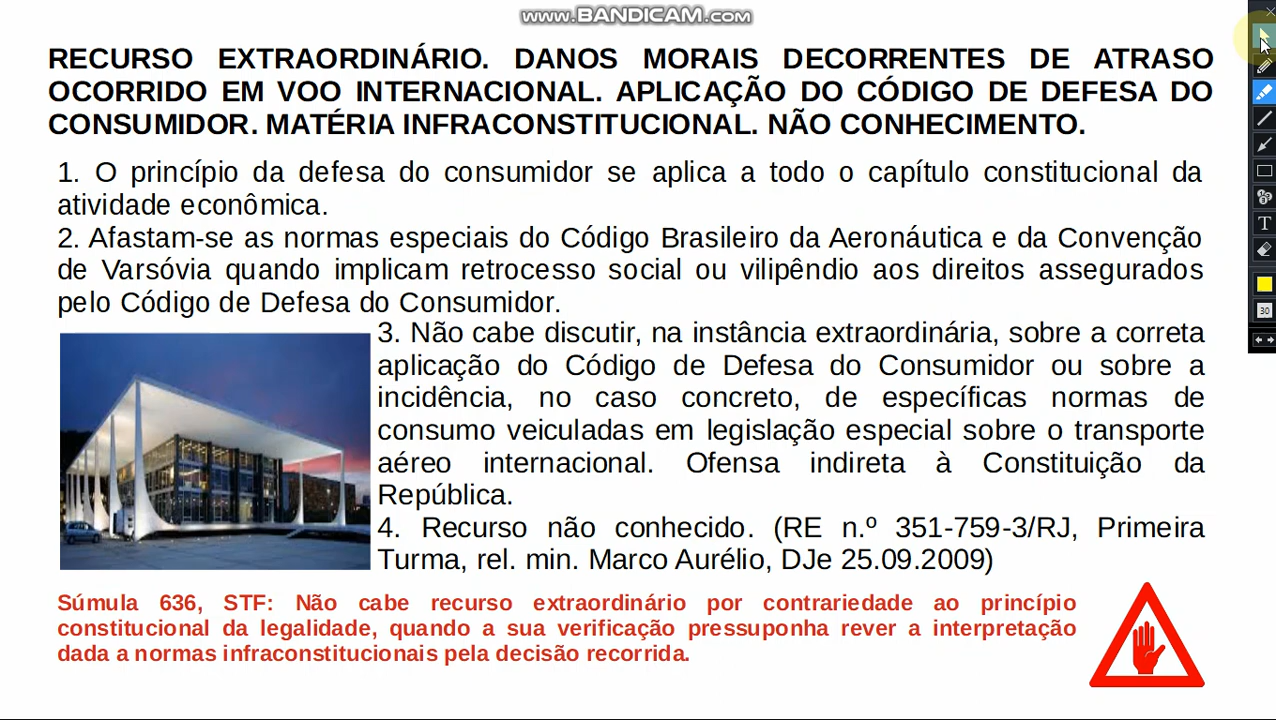 www.BANDICAM.com
RECURSO EXTRAORDINÁRIO. DANOS MORAIS DECORRENTES DE ATRASO
OCORRIDO EM VOO INTERNACIONAL. APLICAÇÃO DO CÓDIGO DE DEFESA DO
CONSUMIDOR. MATÉRIA INFRACONSTITUCIONAL. NÃO CONHECIMENTO.
1. O princípio da defesa do consumidor se aplica a todo o capítulo constitucional da
atividade econômica.
2. Afastam-se as normas especiais do Código Brasileiro da Aeronáutica e da Convenção
de Varsóvia quando implicam retrocesso social ou vilipêndio aos direitos assegurados
pelo Código de Defesa do Consumidor.
3. Não cabe discutir, na instância extraordinária, sobre a correta
aplicação do Código de Defesa do Consumidor ou sobre a
incidência, no caso concreto, de específicas normas de
consumo veiculadas em legislação especial sobre o transporte
aéreo internacional. Ofensa indireta à Constituição da
República.
4. Recurso não conhecido. (RE n.º 351-759-3/RJ, Primeira
Turma, rel. min. Marco Aurélio, DJe 25.09.2009)
Súmula 636, STF: Não cabe recurso extraordinário por contrariedade ao princípio
constitucional da legalidade, quando a sua verificação pressuponha rever a interpretação
dada a normas infraconstitucionais pela decisão recorrida.
T
30